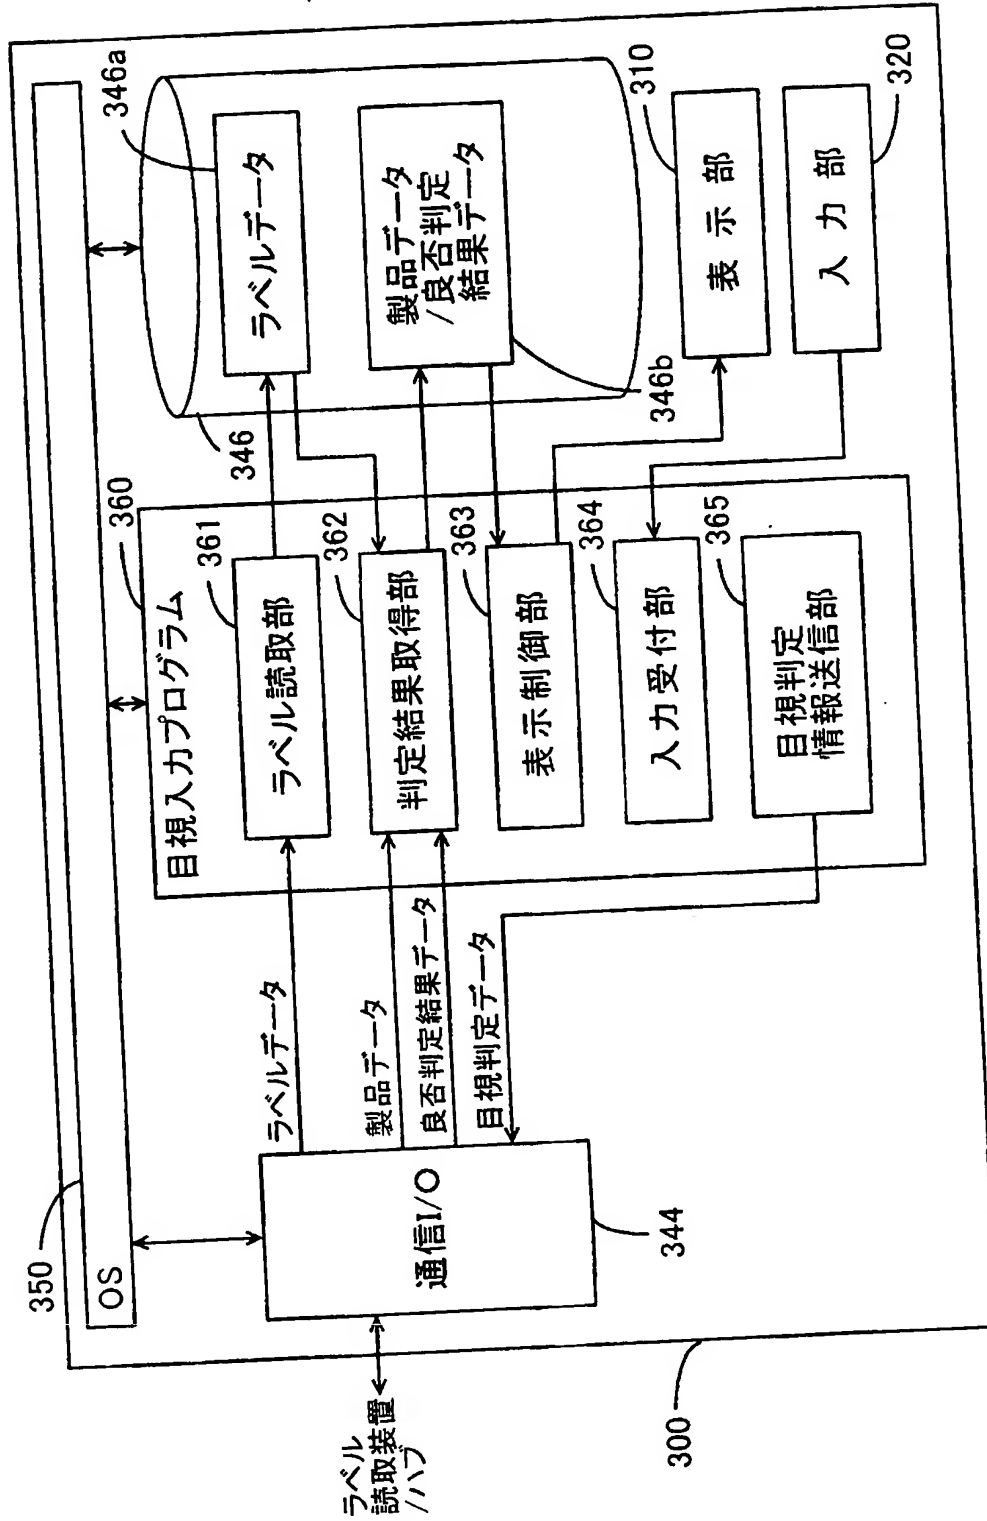 350
OS
360
目視入力プログラム
361
ラベル読取部
362
判定結果取得部
363
表示制御部
364
入力受付部
365
目視判定
情報送信部
346
346a
ラベルデータ
製品データ
/良否判定
結果データ
346b
310
表示部
320
入力部
ラベルデータ
製品データ
良否判定結果データ
目視判定データ
通信I/O
344
ラベル
読取装置
/ハブ
300